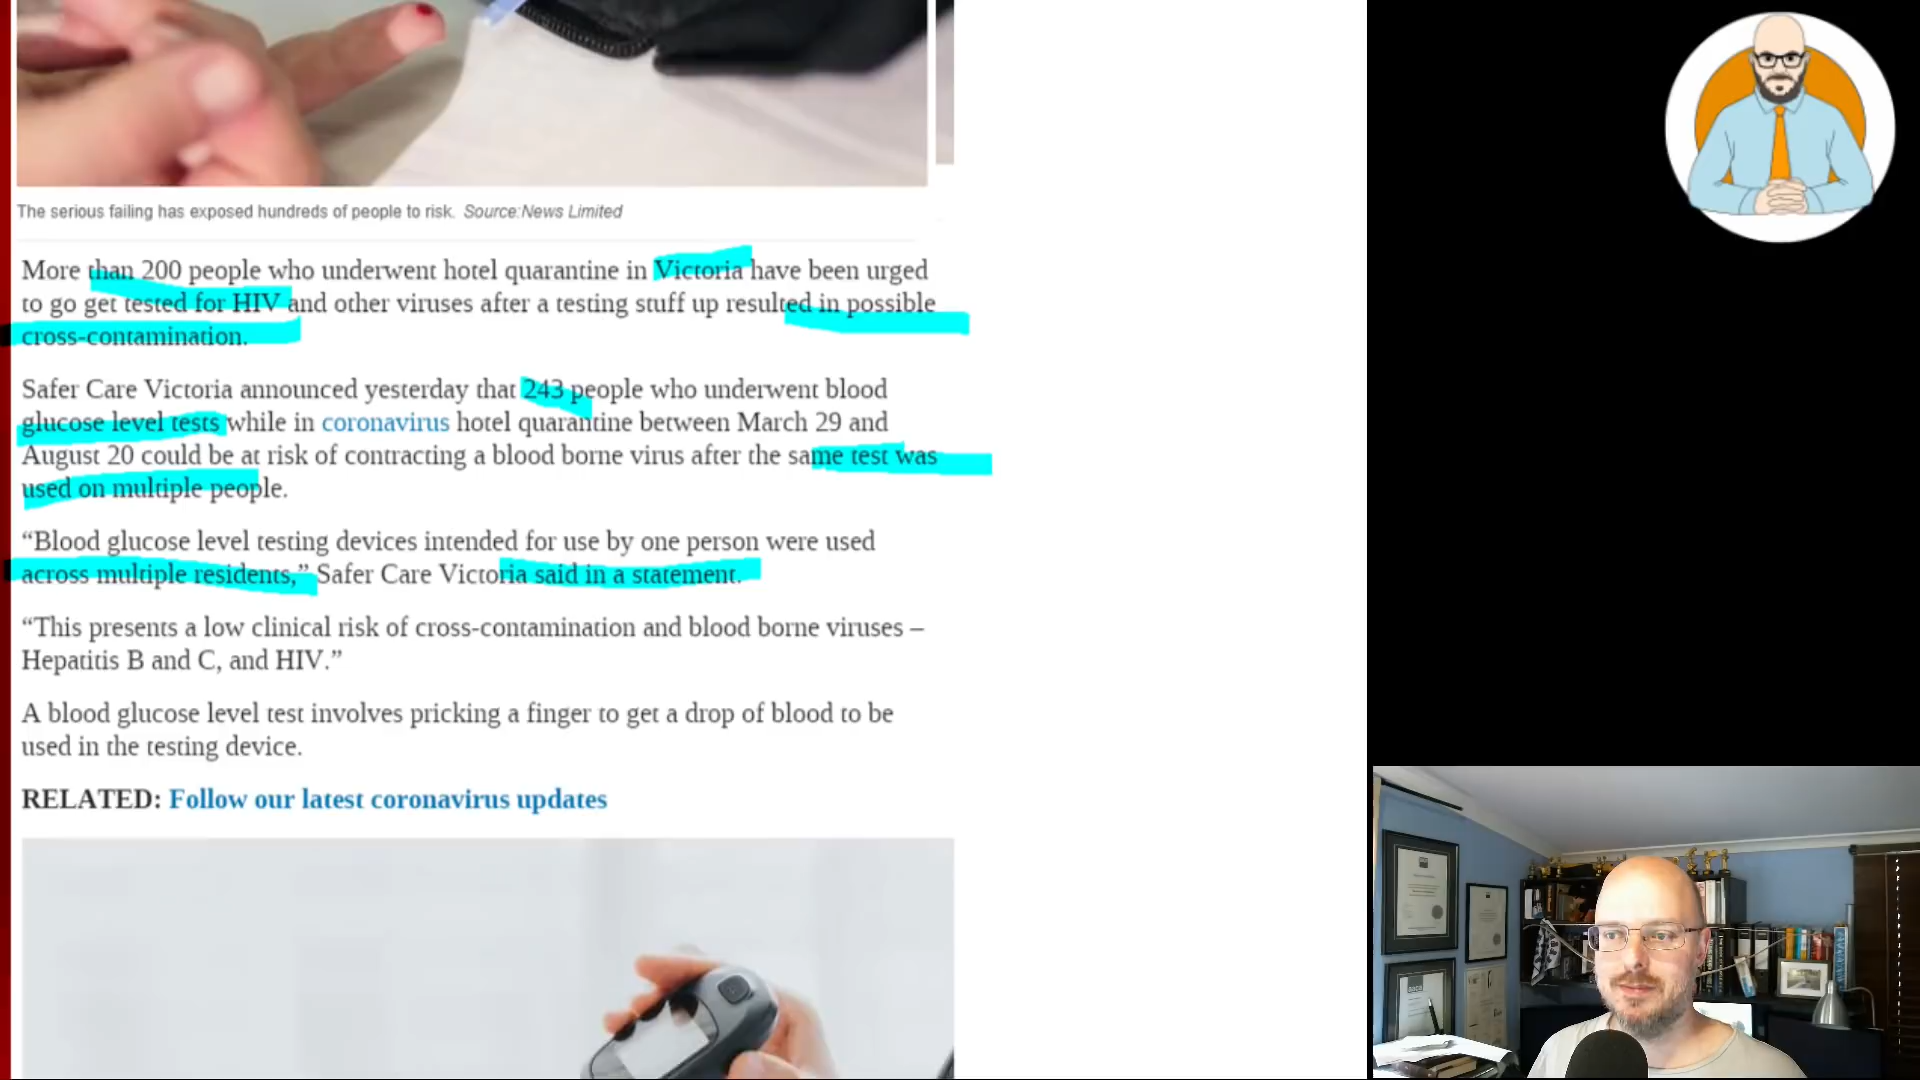 The serious failing has exposed hundreds of people to risk. Source:News Limited
More than 200 people who underwent hotel quarantine in Victoria have been urged
to go get tested for HIV and other viruses after a testing stuff up resulted in possible
cross-contamination.
Safer Care Victoria announced yesterday that 243 people who underwent blood
glucose level tests while in coronavirus hotel quarantine between March 29 and
August 20 could be at risk of contracting a blood borne virus after the same test was
used on multiple people.
“Blood glucose level testing devices intended for use by one person were used
across multiple residents,” Safer Care Victoria said in a statement.
“This presents a low clinical risk of cross-contamination and blood borne viruses –
Hepatitis B and C, and HIV.”
A blood glucose level test involves pricking a finger to get a drop of blood to be
used in the testing device.
RELATED: Follow our latest coronavirus updates